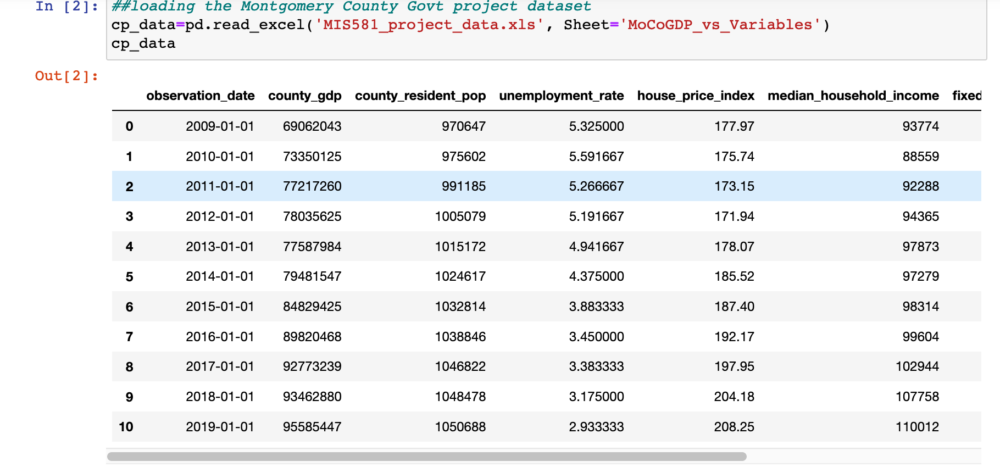 In [2]: ##loading the Montgomery County Govt project dataset
cp_data=pd.read_excel('MIS581_project_data.xls', Sheet='MoCoGDP_vs_Variables')
cp_data
Out[2]:
observation_date county_gdp county_resident_pop unemployment_rate house_price_index median_household_income fixed
0 2009-01-01 69062043 970647 5.325000 177.97 93774
1 2010-01-01 73350125 975602 5.591667 175.74 88559
2 2011-01-01 77217260 991185 5.266667 173.15 92288
3 2012-01-01 78035625 1005079 5.191667 171.94 94365
4 2013-01-01 77587984 1015172 4.941667 178.07 97873
5 2014-01-01 79481547 1024617 4.375000 185.52 97279
6 2015-01-01 84829425 1032814 3.883333 187.40 98314
7 2016-01-01 89820468 1038846 3.450000 192.17 99604
8 2017-01-01 92773239 1046822 3.383333 197.95 102944
9 2018-01-01 93462880 1048478 3.175000 204.18 107758
10 2019-01-01 95585447 1050688 2.933333 208.25 110012